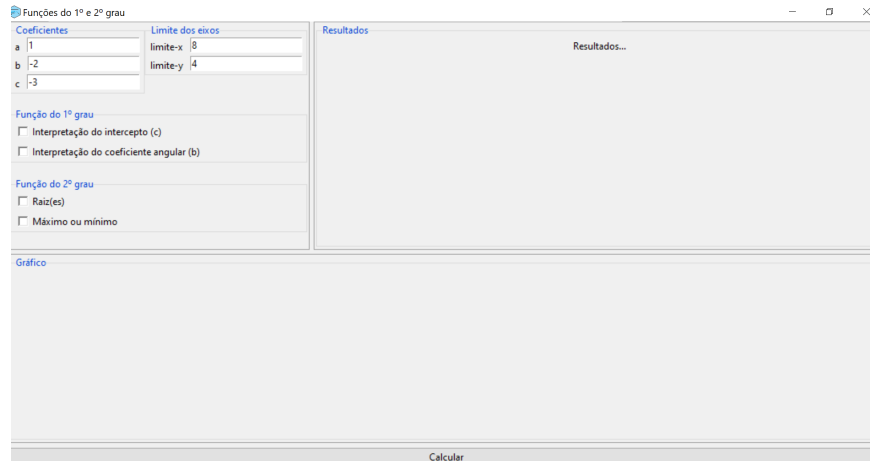 Funções do 1º e 2º grau
Coeficientes
a 1
b -2
c -3
Limite dos eixos
limite-x 8
limite-y 4
Função do 1º grau
Interpretação do intercepto (c)
Interpretação do coeficiente angular (b)
Função do 2º grau
Raiz(es)
Máximo ou mínimo
Resultados
Resultados...
Gráfico
Calcular